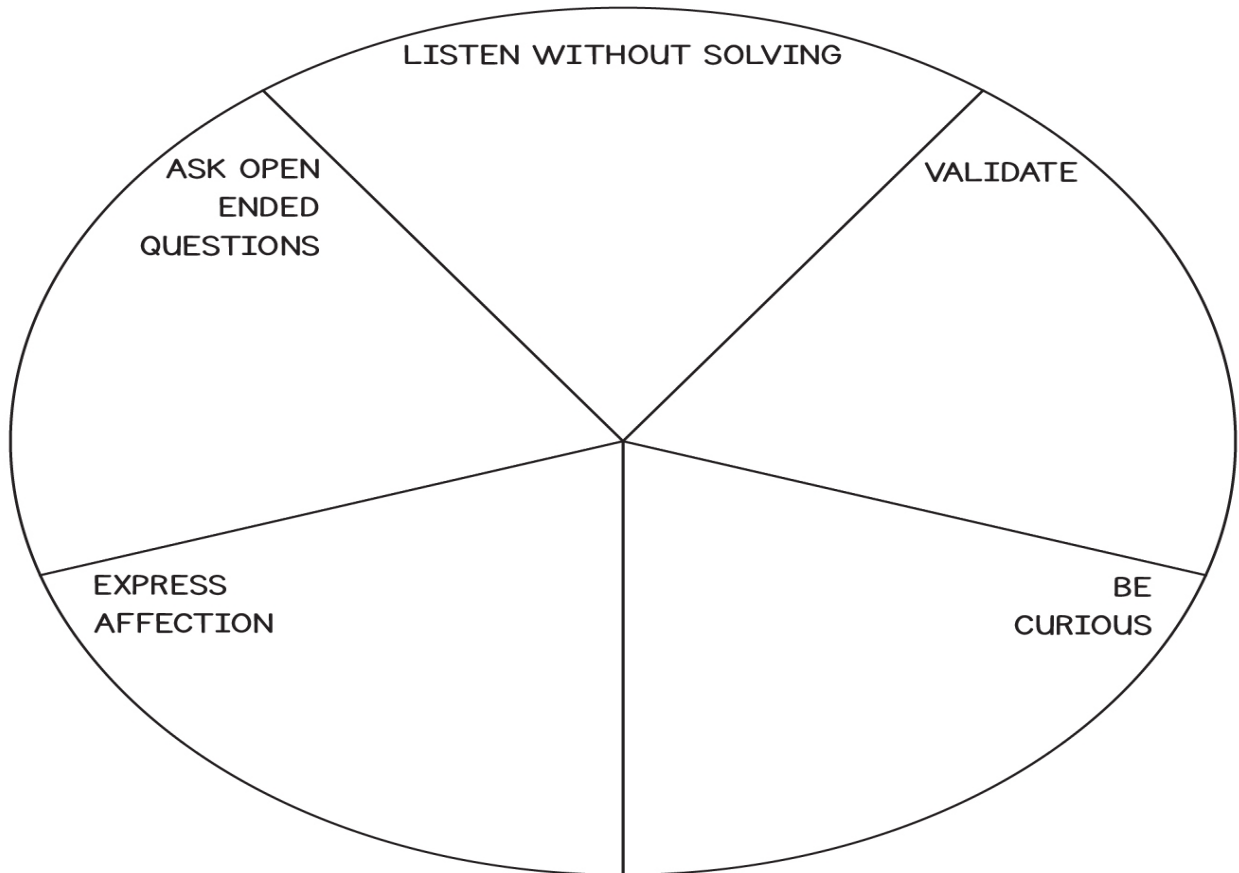 LISTEN WITHOUT SOLVING
ASK OPEN
ENDED
QUESTIONS
VALIDATE
EXPRESS
AFFECTION
BE
CURIOUS